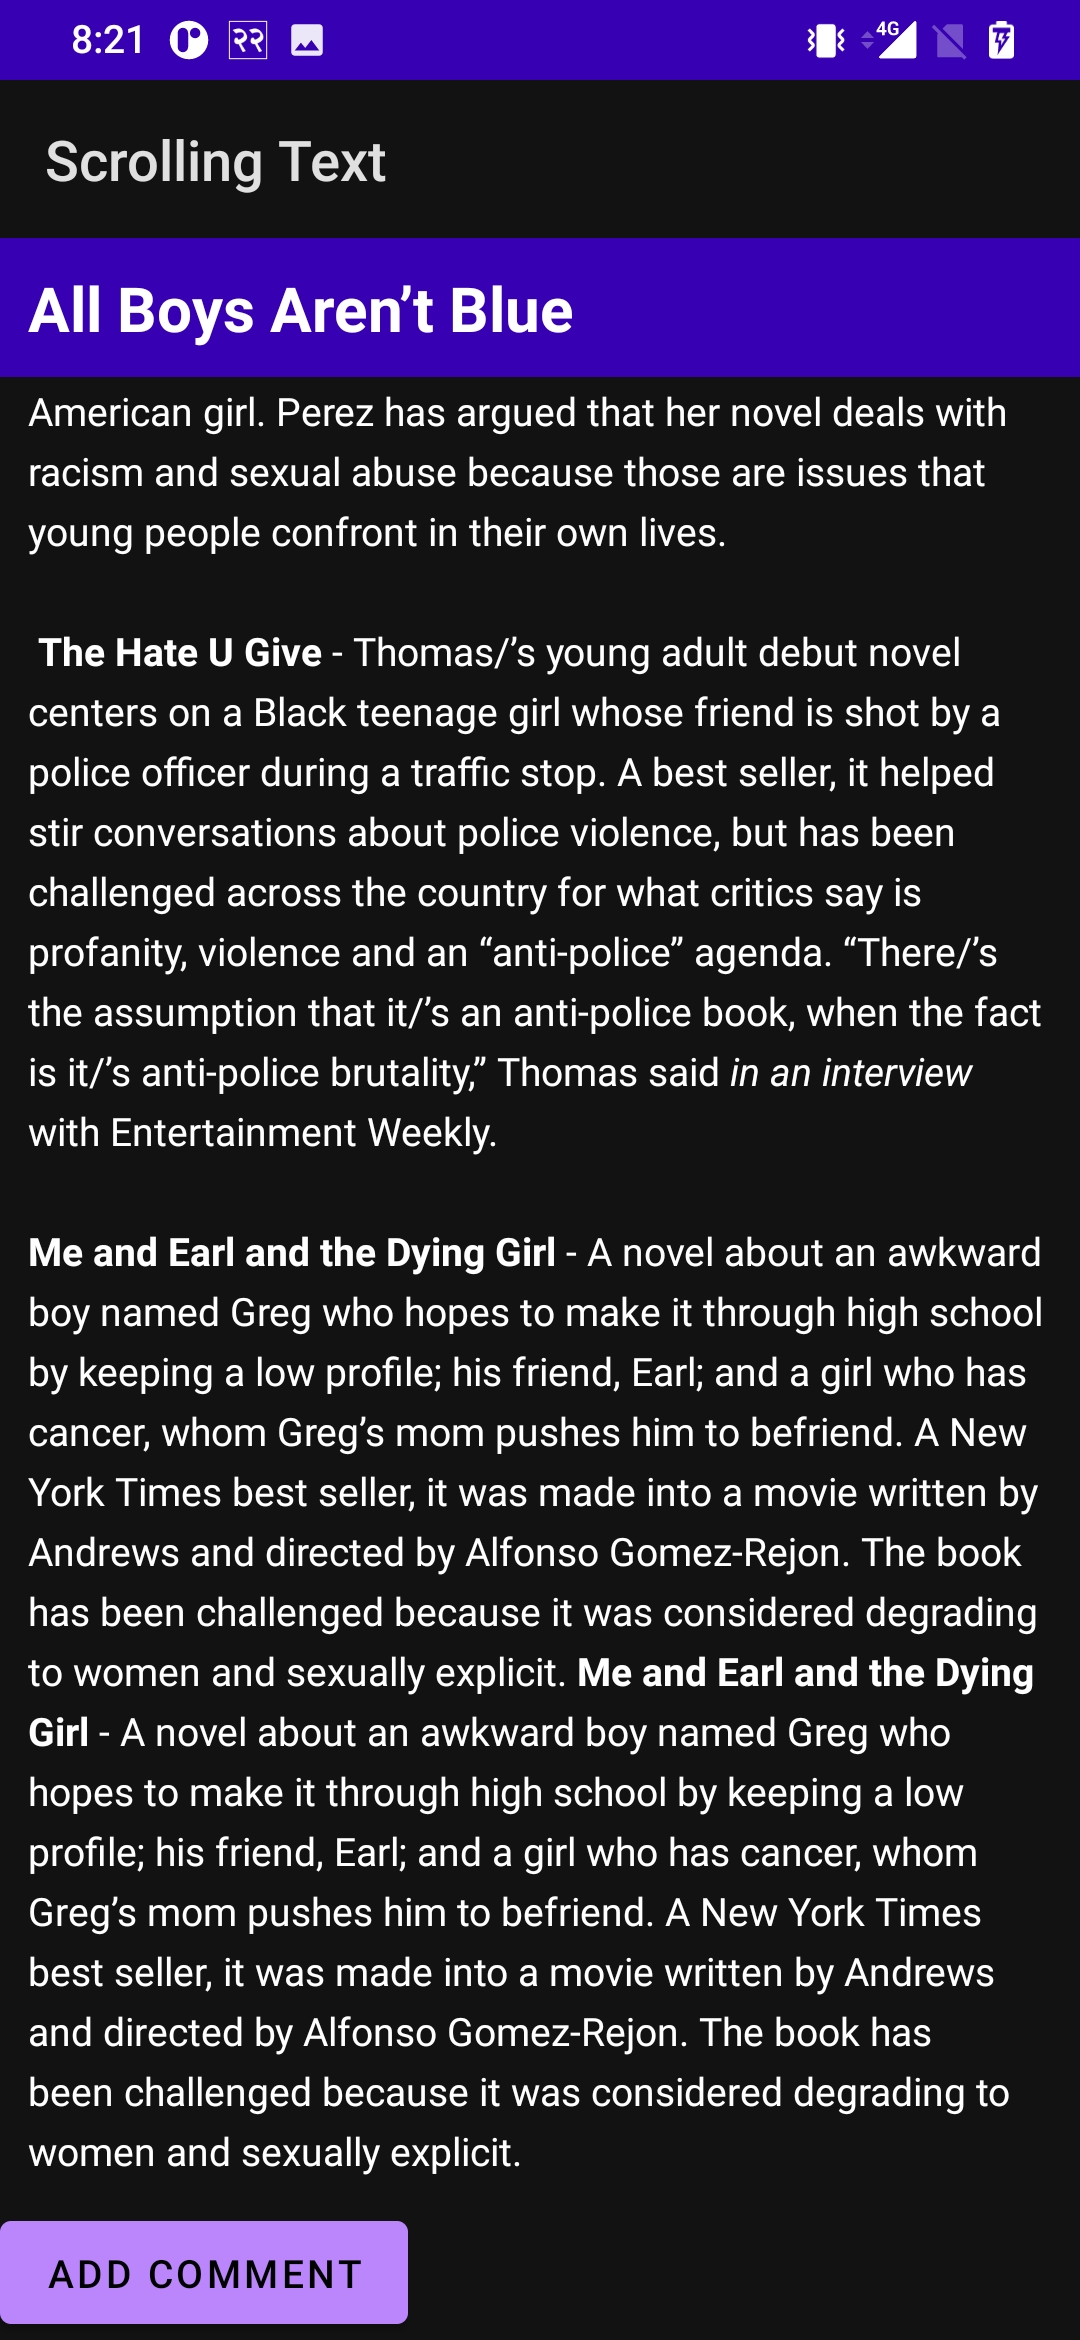 8:21 २२ 4G
Scrolling Text
All Boys Aren’t Blue
American girl. Perez has argued that her novel deals with
racism and sexual abuse because those are issues that
young people confront in their own lives.
The Hate U Give - Thomas/’s young adult debut novel
centers on a Black teenage girl whose friend is shot by a
police officer during a traffic stop. A best seller, it helped
stir conversations about police violence, but has been
challenged across the country for what critics say is
profanity, violence and an “anti-police” agenda. “There/’s
the assumption that it/’s an anti-police book, when the fact
is it/’s anti-police brutality,” Thomas said in an interview
with Entertainment Weekly.
Me and Earl and the Dying Girl - A novel about an awkward
boy named Greg who hopes to make it through high school
by keeping a low profile; his friend, Earl; and a girl who has
cancer, whom Greg’s mom pushes him to befriend. A New
York Times best seller, it was made into a movie written by
Andrews and directed by Alfonso Gomez-Rejon. The book
has been challenged because it was considered degrading
to women and sexually explicit. Me and Earl and the Dying
Girl - A novel about an awkward boy named Greg who
hopes to make it through high school by keeping a low
profile; his friend, Earl; and a girl who has cancer, whom
Greg’s mom pushes him to befriend. A New York Times
best seller, it was made into a movie written by Andrews
and directed by Alfonso Gomez-Rejon. The book has
been challenged because it was considered degrading to
women and sexually explicit.
ADD COMMENT